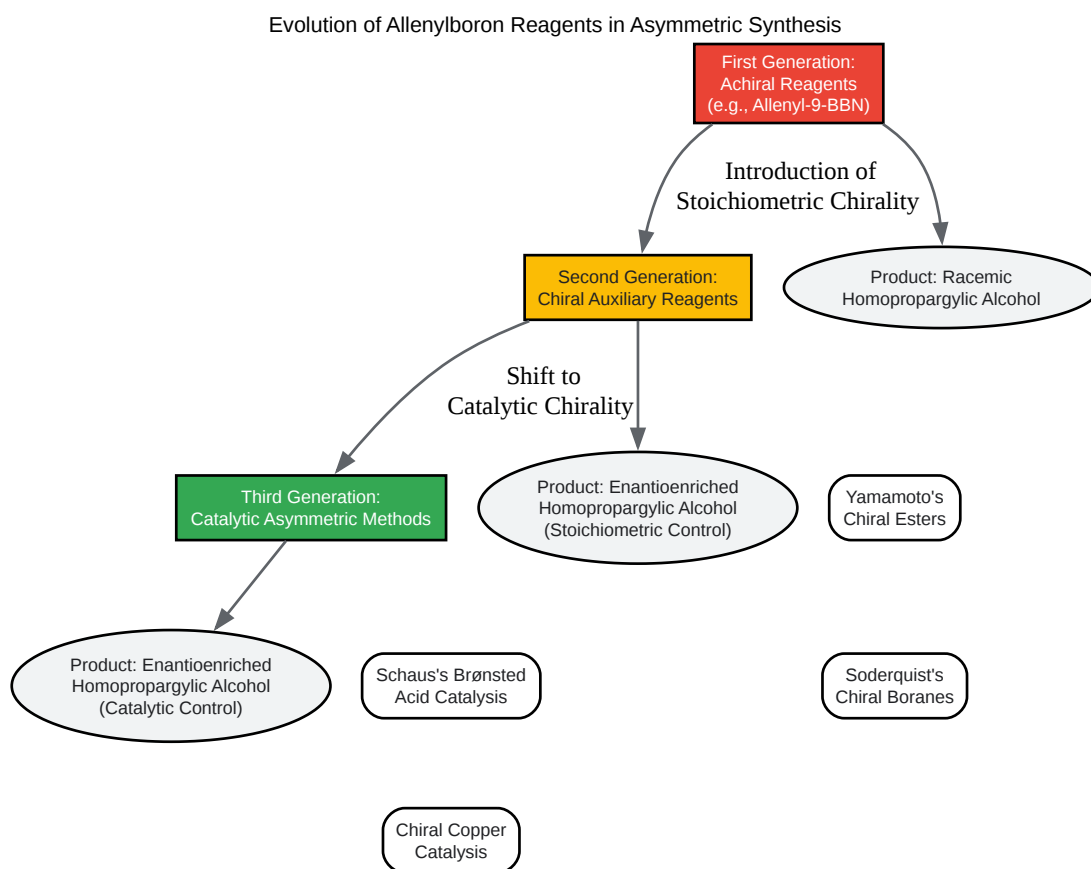 Evolution of Allenylboron Reagents in Asymmetric Synthesis
First Generation:
Achiral Reagents
(e.g., Allenyl-9-BBN)
Introduction of
Stoichiometric Chirality
Second Generation:
Chiral Auxiliary Reagents
Product: Racemic
Homopropargylic Alcohol
Shift to
Catalytic Chirality
Third Generation:
Catalytic Asymmetric Methods
Product: Enantioenriched
Homopropargylic Alcohol
(Stoichiometric Control)
Yamamoto's
Chiral Esters
Product: Enantioenriched
Homopropargylic Alcohol
(Catalytic Control)
Schaus's Brønsted
Acid Catalysis
Soderquist's
Chiral Boranes
Chiral Copper
Catalysis